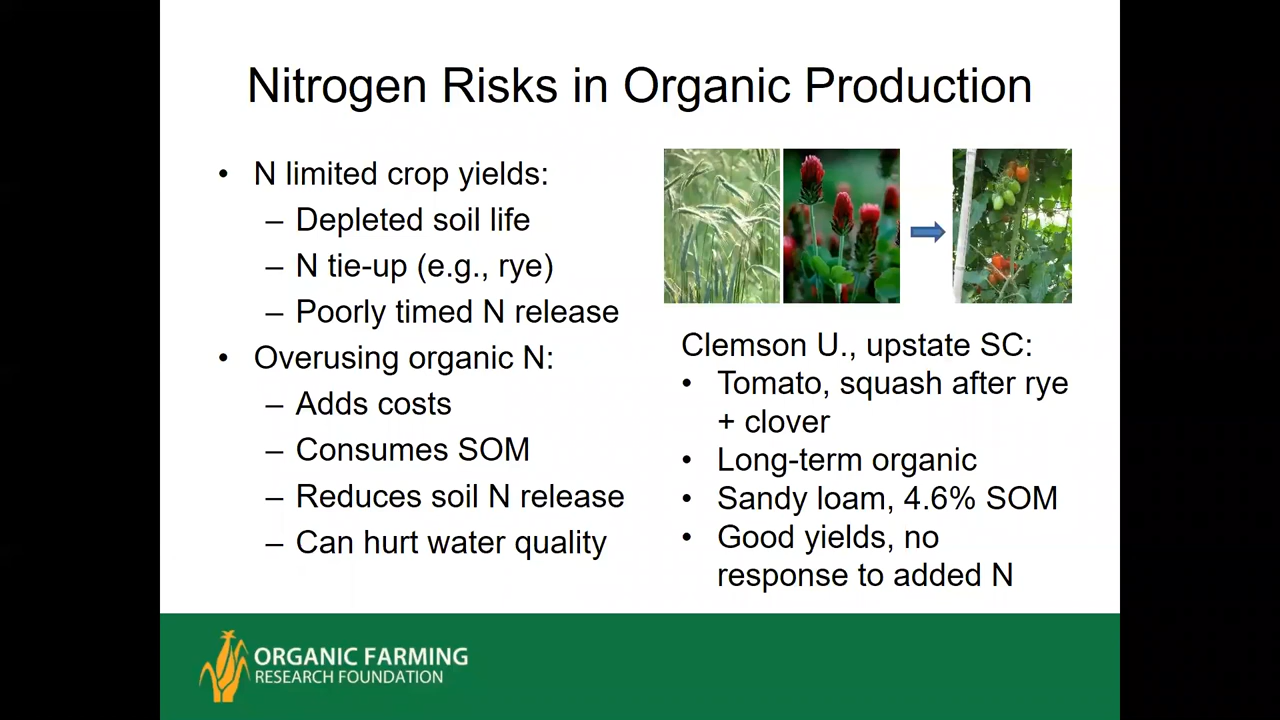 Nitrogen Risks in Organic Production
• N limited crop yields:
– Depleted soil life
– N tie-up (e.g., rye)
– Poorly timed N release
• Overusing organic N:
– Adds costs
– Consumes SOM
– Reduces soil N release
– Can hurt water quality
Clemson U., upstate SC:
• Tomato, squash after rye
+ clover
• Long-term organic
• Sandy loam, 4.6% SOM
• Good yields, no
response to added N
ORGANIC FARMING
RESEARCH FOUNDATION